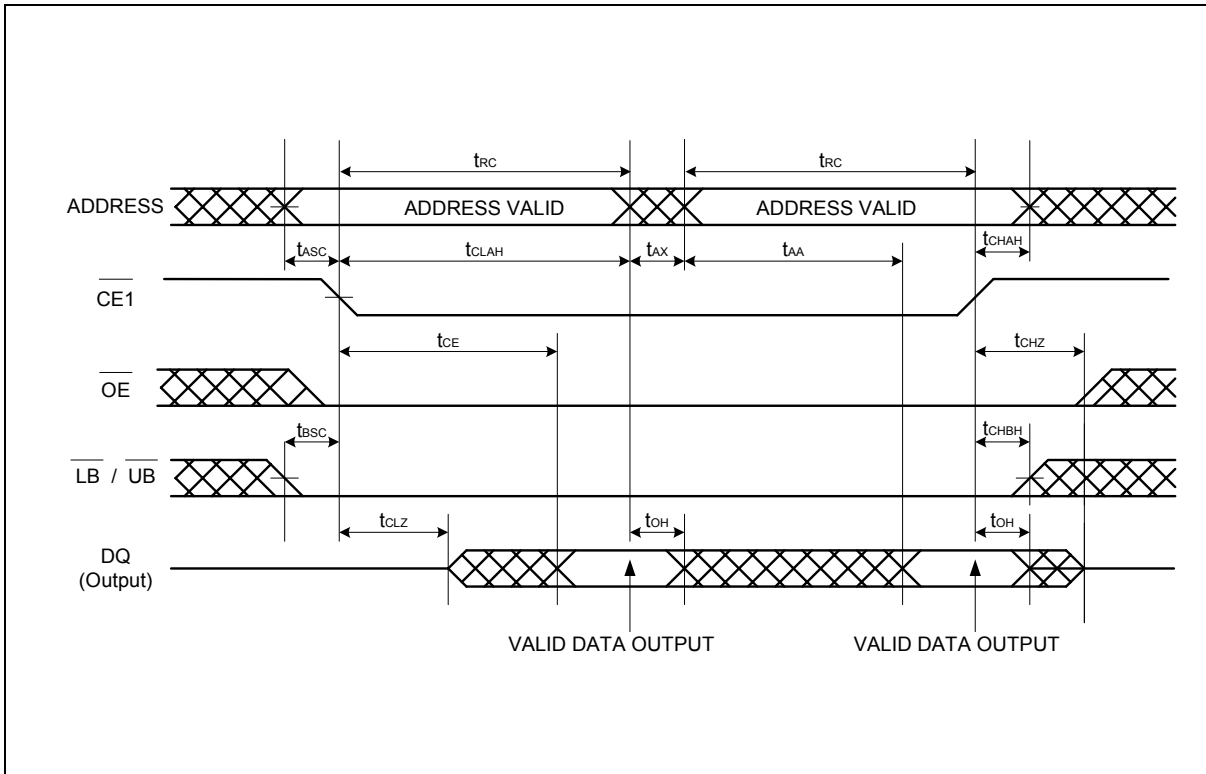 tRC tRC
ADDRESS ADDRESS VALID ADDRESS VALID
tASC tCLAH tAX tAA tCHAH
CE1
tCE tCHZ
OE
tBSC tCHBH
LB / UB
tCLZ tOH tOH
DQ
(Output)
VALID DATA OUTPUT VALID DATA OUTPUT